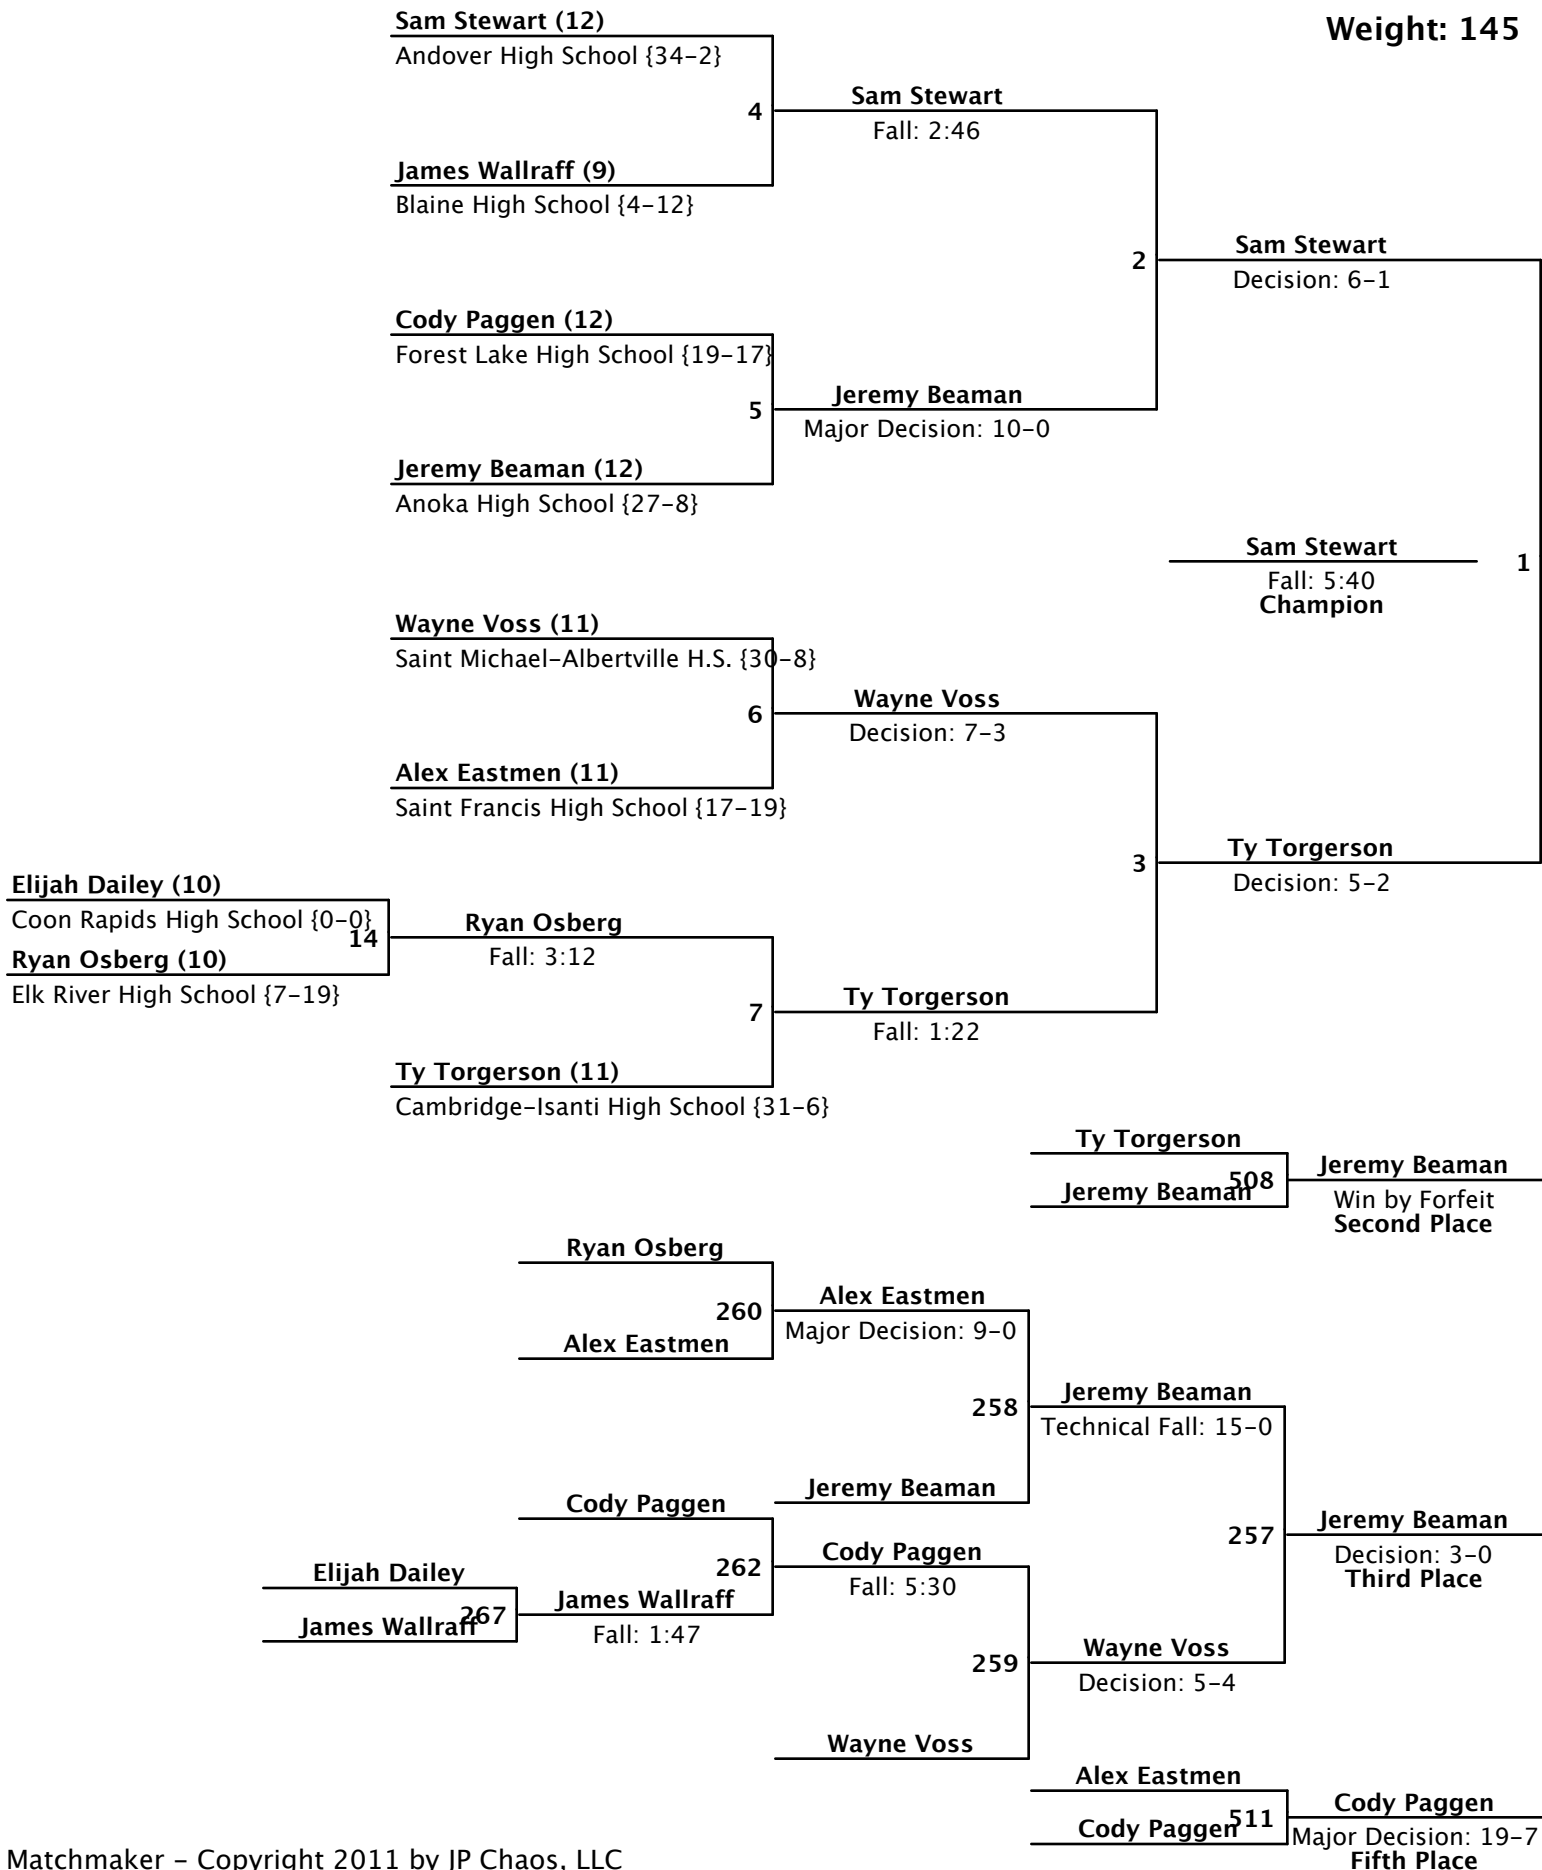 Weight: 145
Sam Stewart (12)
Andover High School {34-2}
4
Sam Stewart
Fall: 2:46
James Wallraff (9)
Blaine High School {4-12}
2
Sam Stewart
Decision: 6-1
Cody Paggen (12)
Forest Lake High School {19-17}
5
Jeremy Beaman
Major Decision: 10-0
Jeremy Beaman (12)
Anoka High School {27-8}
Sam Stewart
Fall: 5:40
Champion
1
Wayne Voss (11)
Saint Michael-Albertville H.S. {30-8}
6
Wayne Voss
Decision: 7-3
Alex Eastmen (11)
Saint Francis High School {17-19}
3
Ty Torgerson
Decision: 5-2
Elijah Dailey (10)
Coon Rapids High School {0-0}
14
Ryan Osberg (10)
Elk River High School {7-19}
Ryan Osberg
Fall: 3:12
7
Ty Torgerson
Fall: 1:22
Ty Torgerson (11)
Cambridge-Isanti High School {31-6}
Ty Torgerson
508
Jeremy Beaman
Jeremy Beaman
Win by Forfeit
Second Place
Ryan Osberg
260
Alex Eastmen
Alex Eastmen
Major Decision: 9-0
258
Jeremy Beaman
Technical Fall: 15-0
Jeremy Beaman
Cody Paggen
262
Cody Paggen
Fall: 5:30
257
Jeremy Beaman
Decision: 3-0
Third Place
Elijah Dailey
267
James Wallraff
James Wallraff
Fall: 1:47
259
Wayne Voss
Decision: 5-4
Wayne Voss
Alex Eastmen
511
Cody Paggen
Cody Paggen
Major Decision: 19-7
Fifth Place
Matchmaker - Copyright 2011 by JP Chaos, LLC